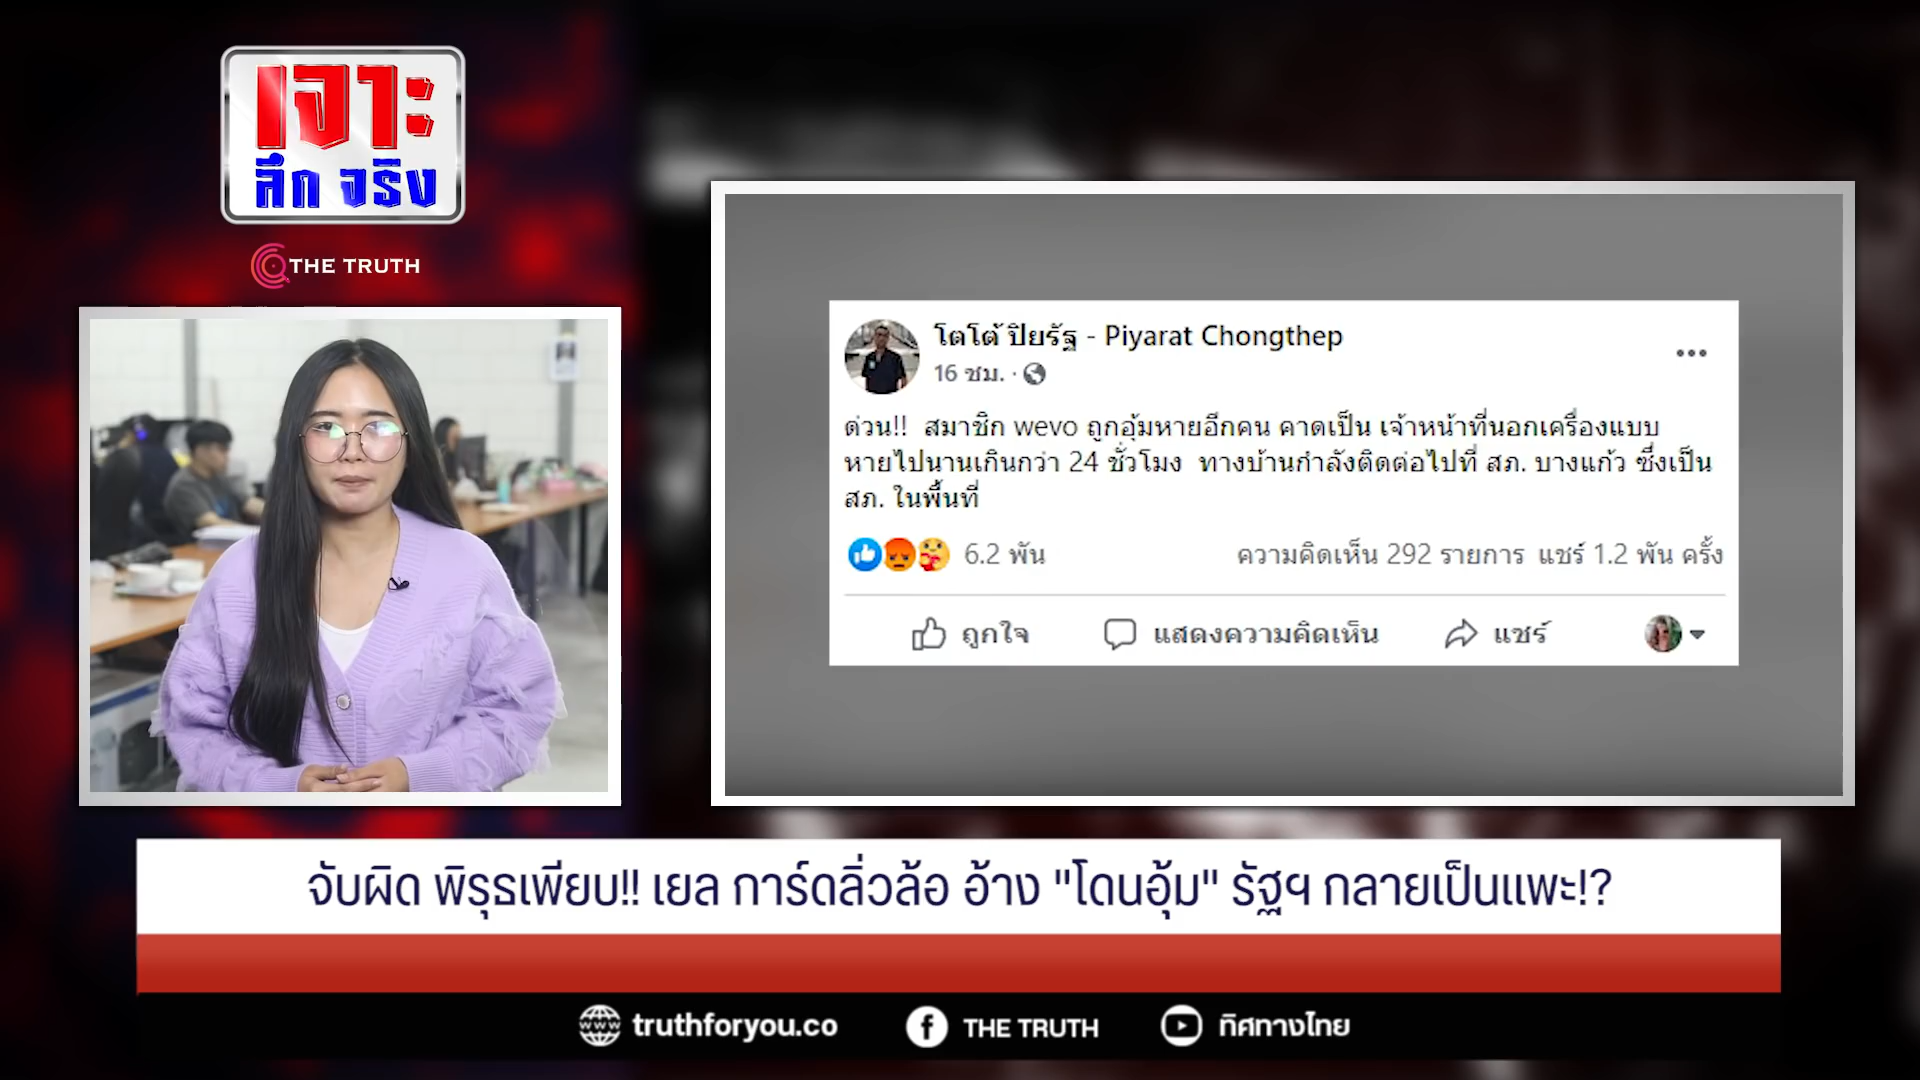 เจาะ
ลึก จริง
THE TRUTH
โตโต้ ปิยรัฐ - Piyarat Chongthep
16 ชม. ·
ด่วน!! สมาชิก wevo ถูกอุ้มหายอีกคน คาดเป็น เจ้าหน้าที่นอกเครื่องแบบ
หายไปนานเกินกว่า 24 ชั่วโมง ทางบ้านกำลังติดต่อไปที่ สภ. บางแก้ว ซึ่งเป็น
สภ. ในพื้นที่
6.2 พัน ความคิดเห็น 292 รายการ แชร์ 1.2 พัน ครั้ง
ถูกใจ แสดงความคิดเห็น แชร์
จับผิด พิรุธเพียบ!! เยล การ์ดลิ่วล้อ อ้าง "โดนอุ้ม" รัฐฯ กลายเป็นแพะ!?
www truthforyou.co THE TRUTH ทิศทางไทย